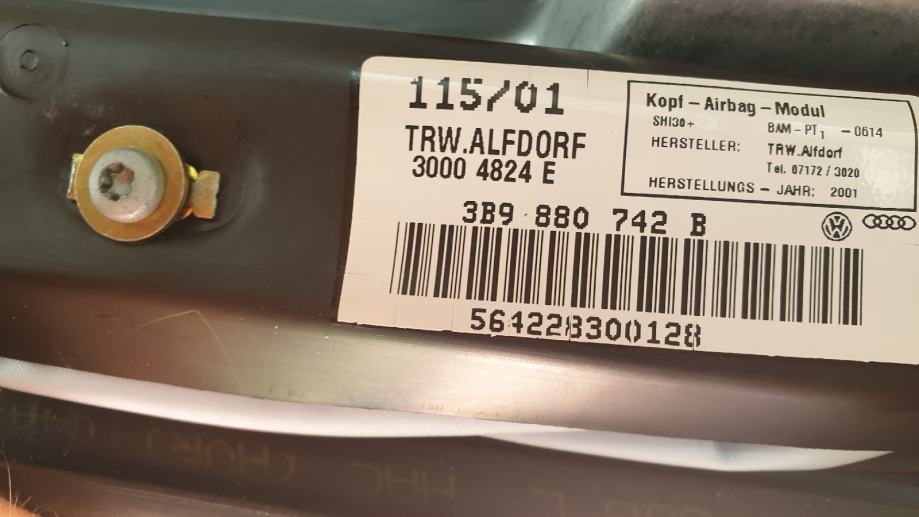 115/01
TRW.ALFDORF
3000 4824 E
Kopf-Airbag-Modul
SHI30+ BAM-PT1 -0614
HERSTELLER: TRW.Alfdorf
Tel. 07172/3020
HERSTELLUNGS-JAHR: 2001
3B9 880 742 B
564228300128